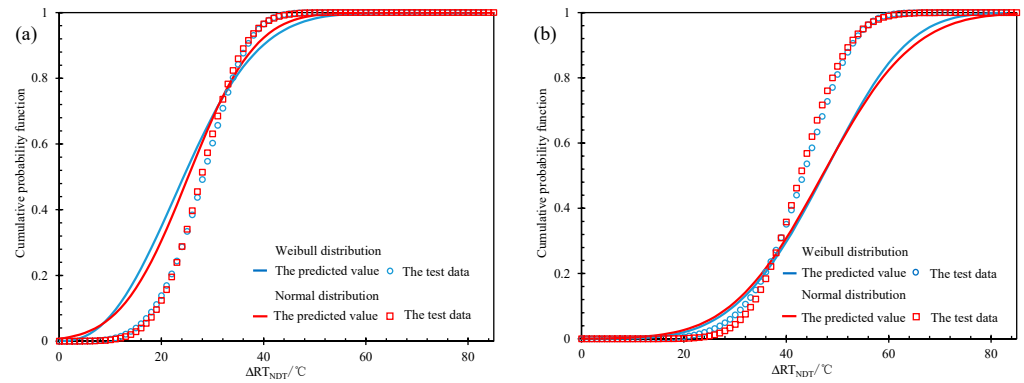 (a)
Cumulative probability function
1
0.8
0.6
0.4
0.2
0
0 20 40 60 80
ΔRT_NDT/℃
Weibull distribution
The predicted value The test data
Normal distribution
The predicted value The test data
(b)
Cumulative probability function
1
0.8
0.6
0.4
0.2
0
0 20 40 60 80
ΔRT_NDT/℃
Weibull distribution
The predicted value The test data
Normal distribution
The predicted value The test data